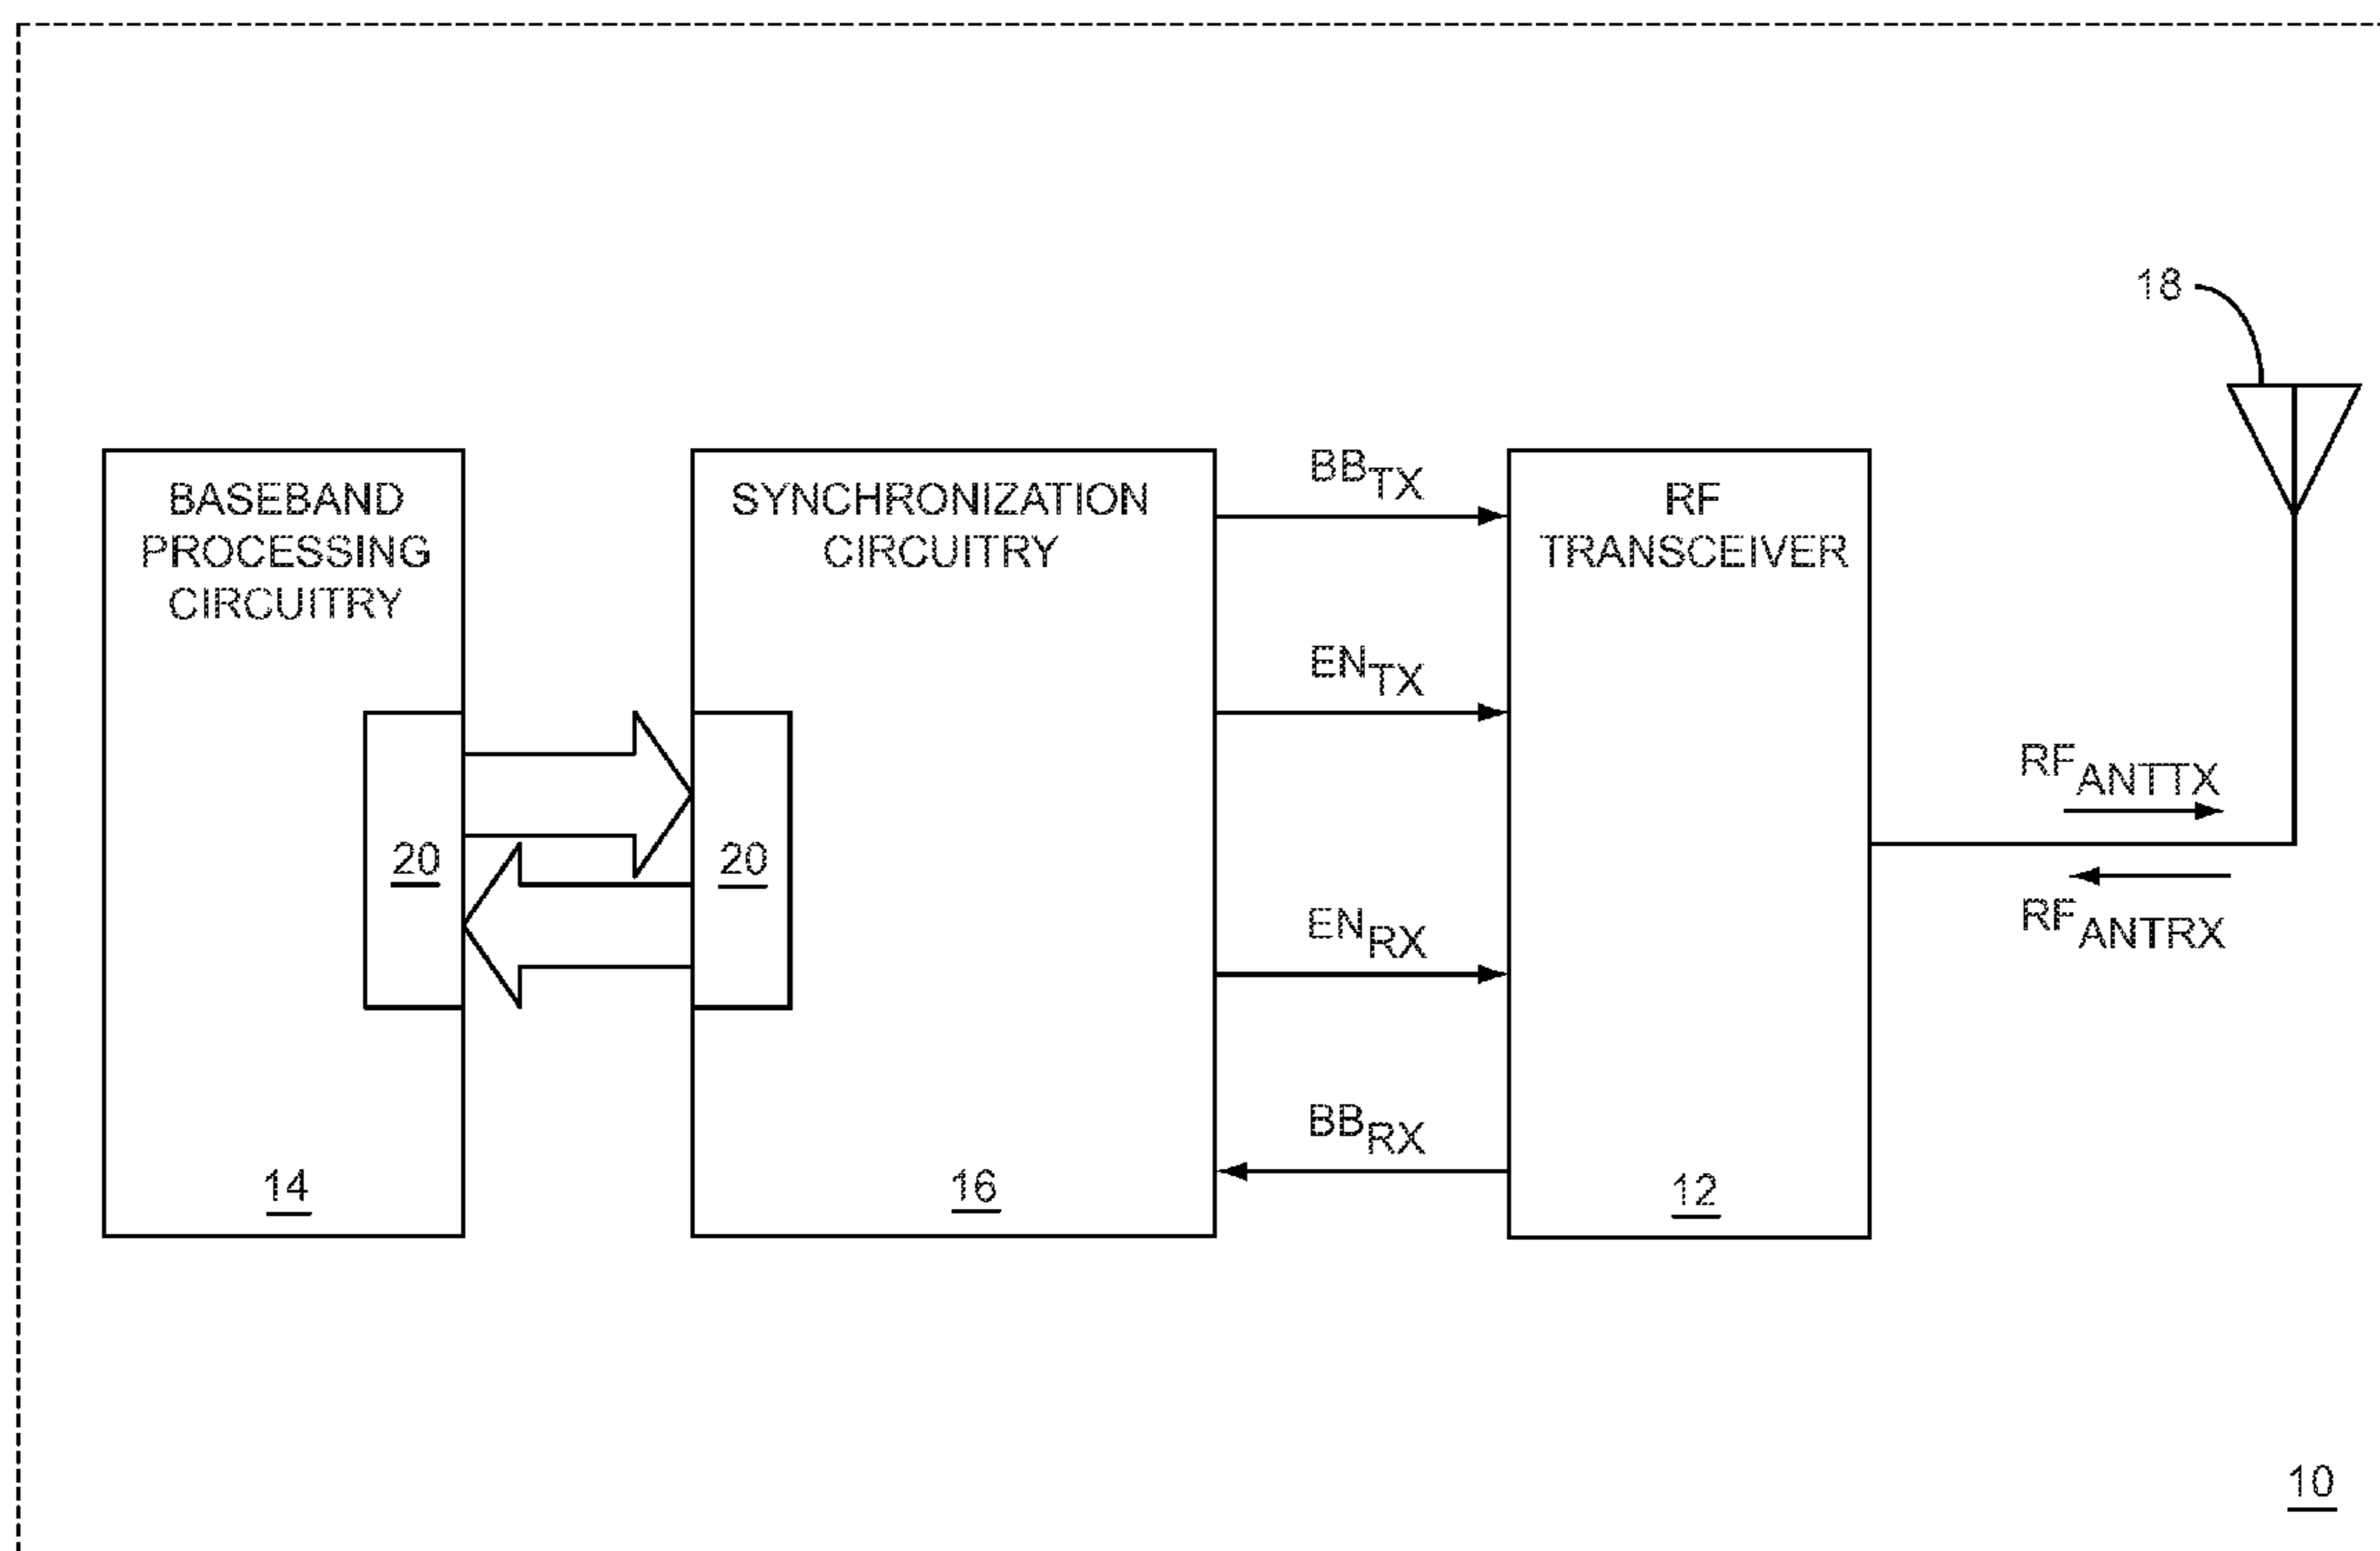 18
BASEBAND
PROCESSING
CIRCUITRY
20
14
SYNCHRONIZATION
CIRCUITRY
20
16
BBTX
ENTX
ENRX
BBRX
RF
TRANSCEIVER
12
RFANTTX
RFANTRX
10